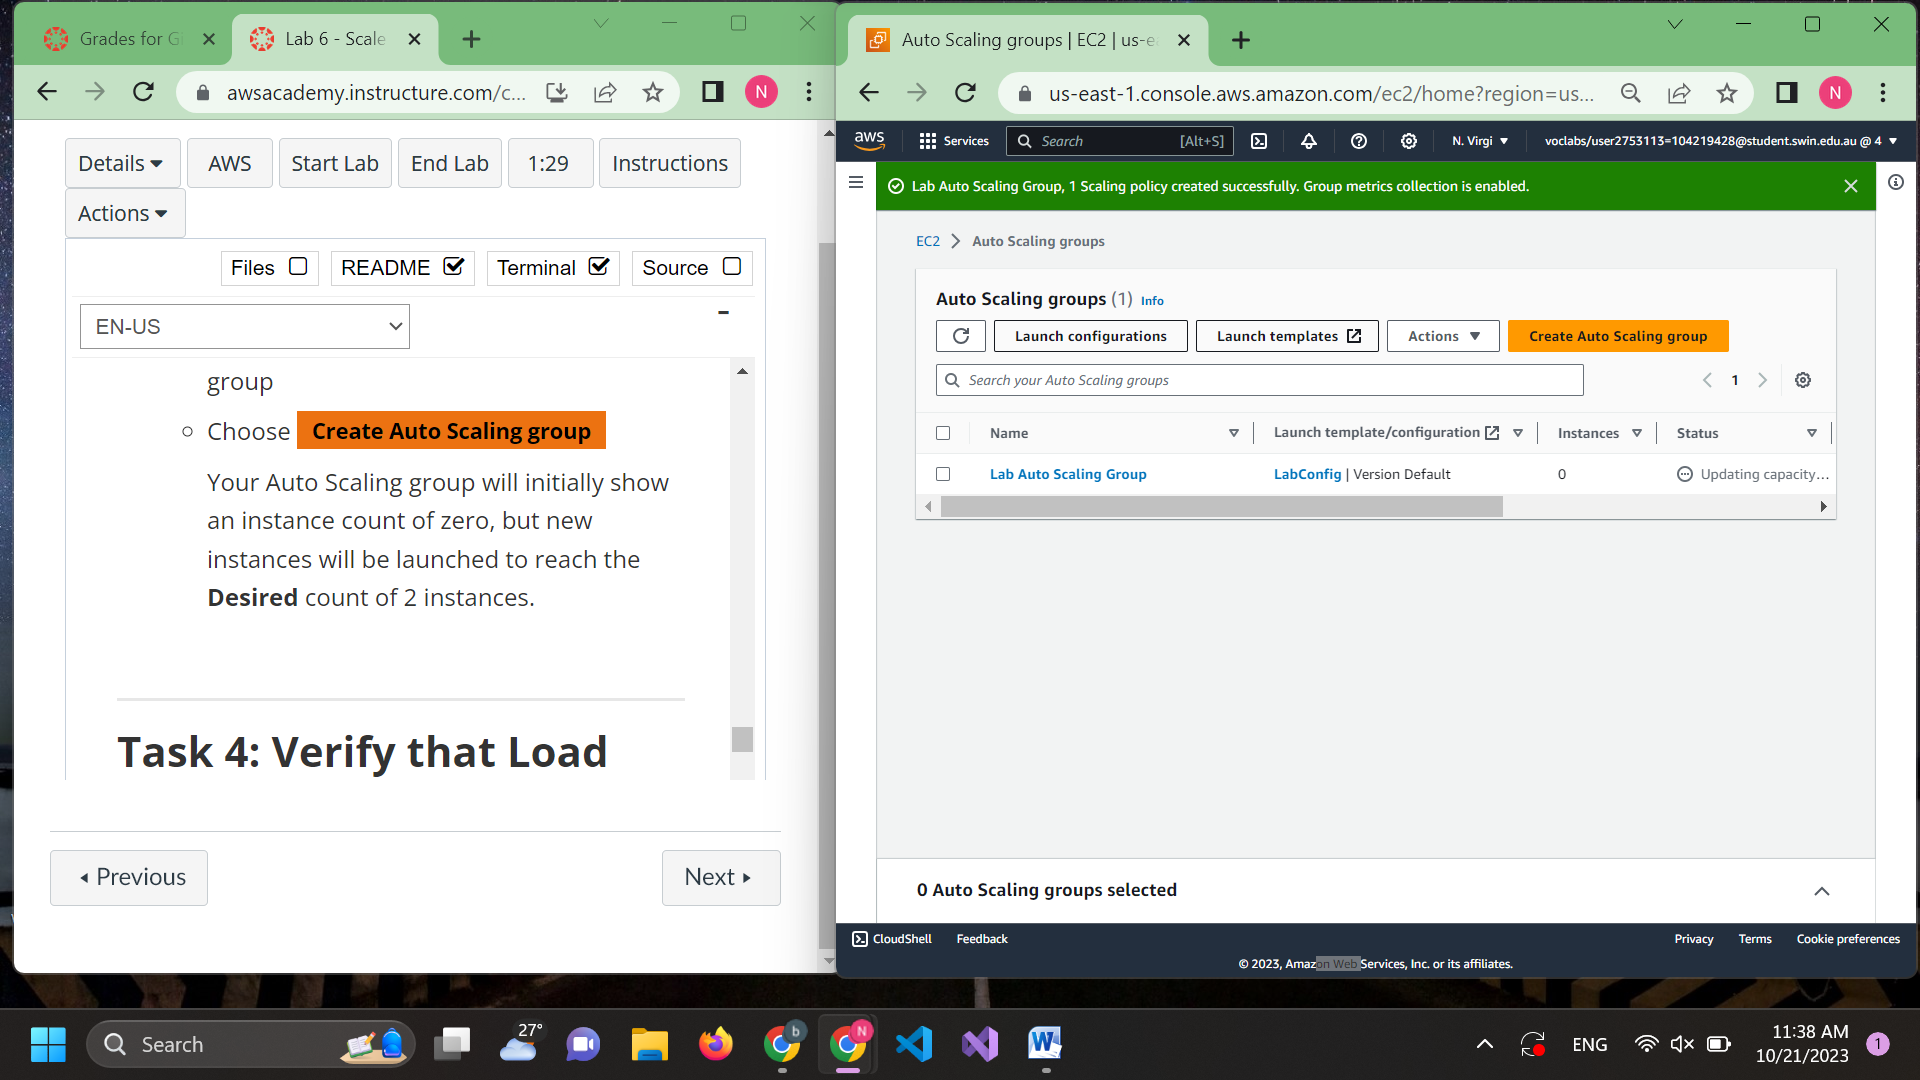 Grades for Gi
Lab 6 - Scale
awsacademy.instructure.com/c...
N
Details
AWS
Start Lab
End Lab
1:29
Instructions
Actions
Files
README
Terminal
Source
EN-US
group
Choose Create Auto Scaling group
Your Auto Scaling group will initially show
an instance count of zero, but new
instances will be launched to reach the
Desired count of 2 instances.
Task 4: Verify that Load
Previous
Next
Auto Scaling groups | EC2 | us-ea
us-east-1.console.aws.amazon.com/ec2/home?region=us...
N
aws
Services
Search
[Alt+S]
N. Virgi
voclabs/user2753113=104219428@student.swin.edu.au @ 4
Lab Auto Scaling Group, 1 Scaling policy created successfully. Group metrics collection is enabled.
EC2
Auto Scaling groups
Auto Scaling groups (1) Info
Launch configurations
Launch templates
Actions
Create Auto Scaling group
Search your Auto Scaling groups
1
Name
Launch template/configuration
Instances
Status
Lab Auto Scaling Group
LabConfig | Version Default
0
Updating capacity...
0 Auto Scaling groups selected
CloudShell
Feedback
Privacy
Terms
Cookie preferences
© 2023, Amazon Web Services, Inc. or its affiliates.
Search
27°
b
N
W
ENG
11:38 AM
10/21/2023
1